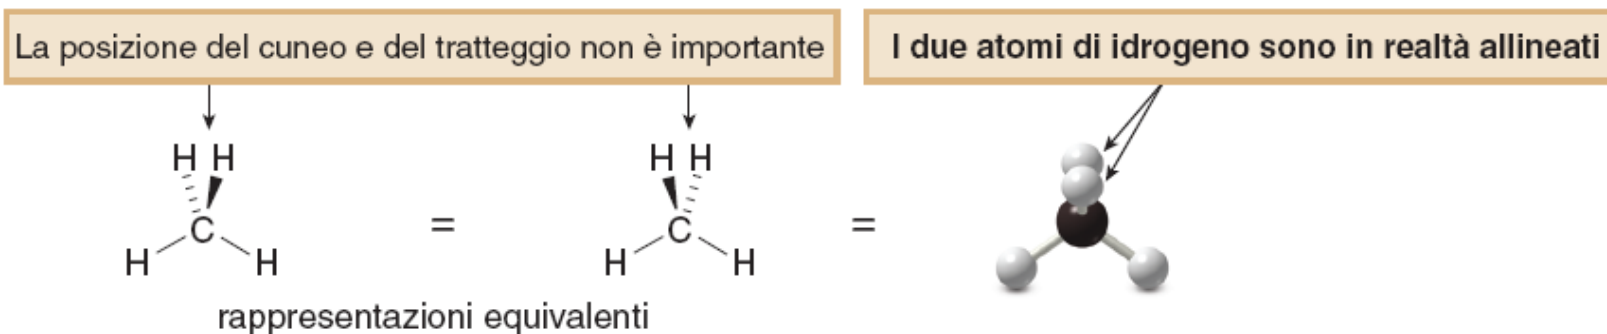 La posizione del cuneo e del tratteggio non è importante
I due atomi di idrogeno sono in realtà allineati
H H H H
C = C =
H H H H
rappresentazioni equivalenti